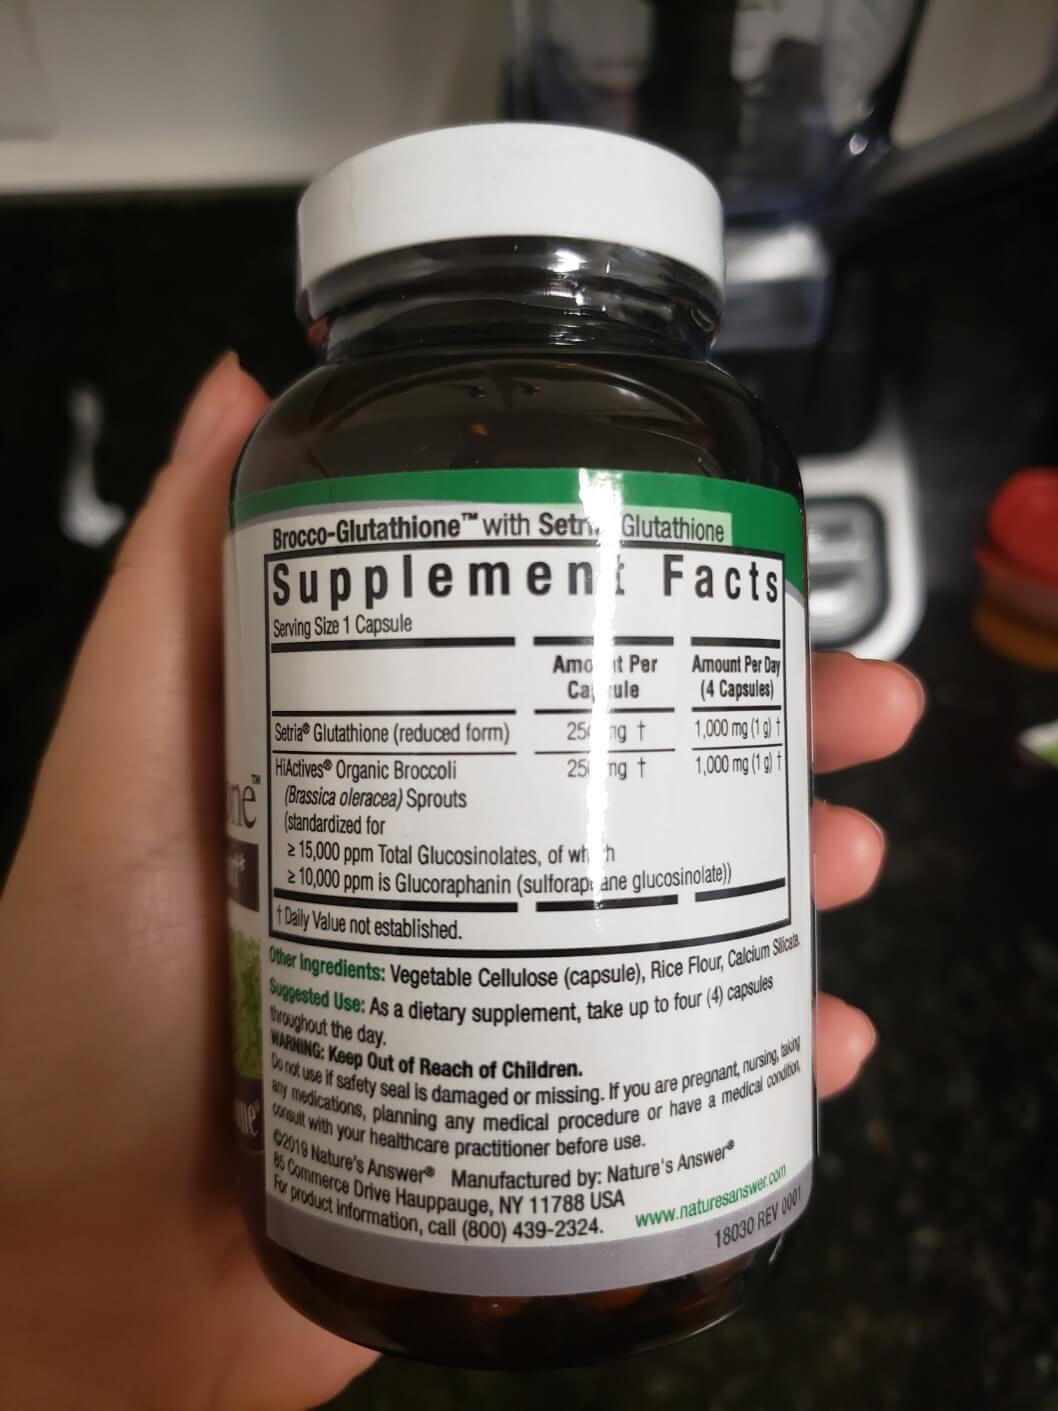 Brocco-Glutathione™ with Glutathione
Supplement Facts
Serving Size 1 Capsule
Amount Per Capsule
Amount Per Day (4 Capsules)
Setria® Glutathione (reduced form) † 1,000 mg (1 g) †
HiActives® Organic Broccoli † 1,000 mg (1 g) †
(Brassica oleracea) Sprouts
(standardized for
≥ 15,000 ppm Total Glucosinolates, of which
≥ 10,000 ppm is Glucoraphanin (sulforaphane glucosinolate))
† Daily Value not established.
Other Ingredients: Vegetable Cellulose (capsule), Rice Flour, Calcium Silicate.
Suggested Use: As a dietary supplement, take up to four (4) capsules
throughout the day.
WARNING: Keep Out of Reach of Children.
Do not use if safety seal is damaged or missing. If you are pregnant, nursing, taking
any medications, planning any medical procedure or have a medical condition,
consult with your healthcare practitioner before use.
©2019 Nature's Answer® Manufactured by: Nature's Answer®
85 Commerce Drive Hauppauge, NY 11788 USA
For product information, call (800) 439-2324.
www.naturesanswer.com
18030 REV 0001